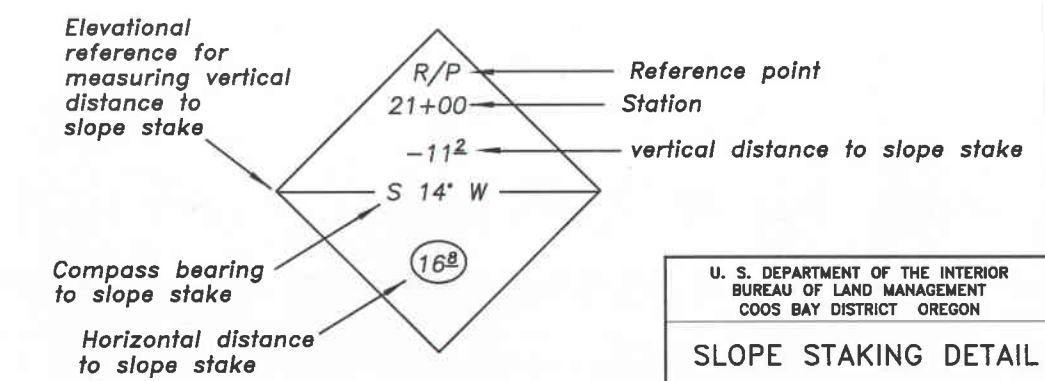 Elevational
reference for
measuring vertical
distance to
slope stake
R/P
Reference point
21+00
Station
-11²
vertical distance to slope stake
S 14° W
Compass bearing
to slope stake
16⁸
Horizontal distance
to slope stake
U. S. DEPARTMENT OF THE INTERIOR
BUREAU OF LAND MANAGEMENT
COOS BAY DISTRICT OREGON
SLOPE STAKING DETAIL